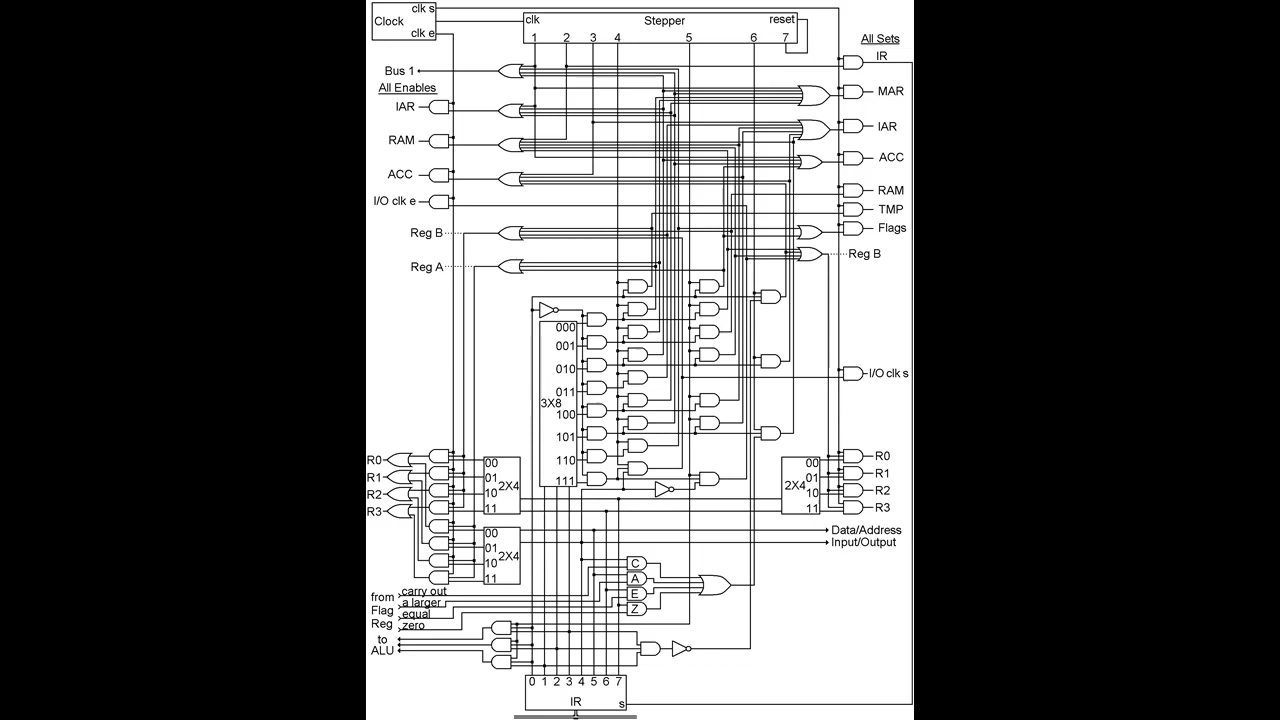 clk s
Clock
clk e
clk
Stepper
reset
1 2 3 4 5 6 7
All Sets
IR
Bus 1
All Enables
MAR
IAR
IAR
RAM
ACC
ACC
I/O clk e
RAM
TMP
Flags
Reg B
Reg B
Reg A
000
001
010
011
3X8
100
101
110
111
I/O clk s
R0
R1
R2
R3
00
01
2X4
10
11
00
01
2X4
10
11
00
01
2X4
10
11
R0
R1
R2
R3
Data/Address
Input/Output
C
A
E
Z
from
Flag
Reg
carry out
a larger
equal
zero
to
ALU
0 1 2 3 4 5 6 7
IR
s